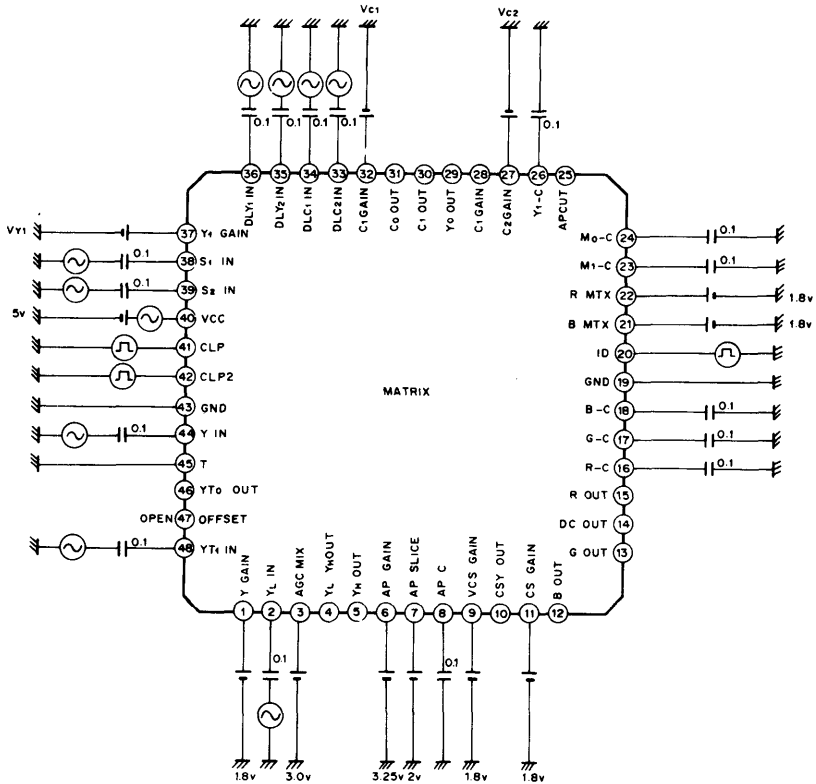 VC1 VC2
0.1 0.1 0.1 0.1 0.1
36 35 34 33 32 31 30 29 28 27 26 25
DLY1 IN
DLY2 IN
DLC1 IN
DLC2 IN
C1 GAIN
C0 OUT
C1 OUT
Y0 OUT
C1 GAIN
C2 GAIN
Y1-C
APCUT
VY1 37 Y1 GAIN
0.1 38 S1 IN
0.1 39 S2 IN
5v 40 VCC
41 CLP
42 CLP2
43 GND
0.1 44 Y IN
45 T
46 YT0 OUT
OPEN 47 OFFSET
0.1 48 YT1 IN
MATRIX
M0-C 24 0.1
M1-C 23 0.1
R MTX 22 1.8v
B MTX 21 1.8v
ID 20
GND 19
B-C 18 0.1
G-C 17 0.1
R-C 16 0.1
R OUT 15
DC OUT 14
G OUT 13
Y GAIN
YL IN
AGC MIX
YL YHOUT
YH OUT
AP GAIN
AP SLICE
AP C
VCS GAIN
CSY OUT
CS GAIN
B OUT
1 2 3 4 5 6 7 8 9 10 11 12
0.1 0.1
1.8v 3.0v 3.25v 2v 1.8v 1.8v